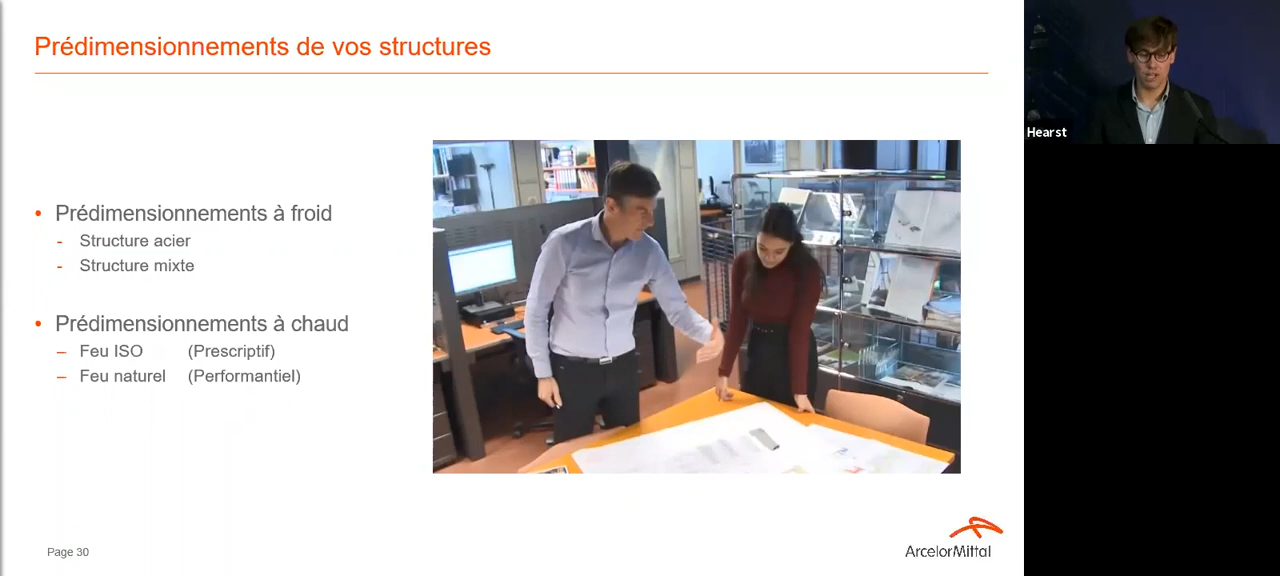 Prédimensionnements de vos structures
Hearst
• Prédimensionnements à froid
- Structure acier
- Structure mixte
• Prédimensionnements à chaud
– Feu ISO (Prescriptif)
– Feu naturel (Performantiel)
Page 30
ArcelorMittal